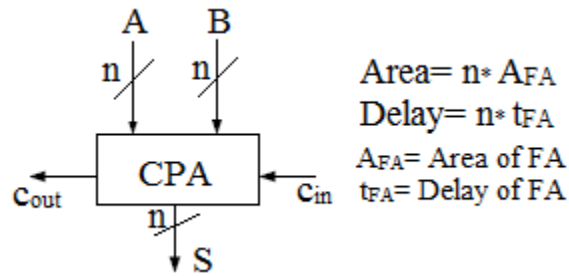 A B
n n
Area= n* AFA
Delay= n* tFA
AFA= Area of FA
tFA= Delay of FA
CPA
cout cin
n
S